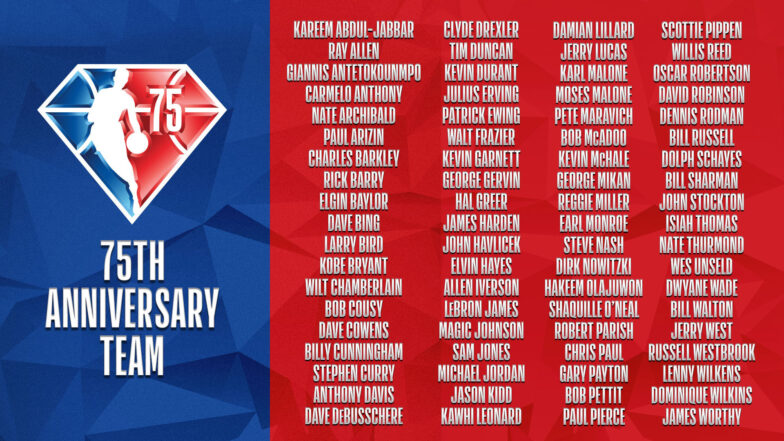 75
75TH
ANNIVERSARY
TEAM
KAREEM ABDUL-JABBAR
RAY ALLEN
GIANNIS ANTETOKOUNMPO
CARMELO ANTHONY
NATE ARCHIBALD
PAUL ARIZIN
CHARLES BARKLEY
RICK BARRY
ELGIN BAYLOR
DAVE BING
LARRY BIRD
KOBE BRYANT
WILT CHAMBERLAIN
BOB COUSY
DAVE COWENS
BILLY CUNNINGHAM
STEPHEN CURRY
ANTHONY DAVIS
DAVE DeBUSSCHERE
CLYDE DREXLER
TIM DUNCAN
KEVIN DURANT
JULIUS ERVING
PATRICK EWING
WALT FRAZIER
KEVIN GARNETT
GEORGE GERVIN
HAL GREER
JAMES HARDEN
JOHN HAVLICEK
ELVIN HAYES
ALLEN IVERSON
LeBRON JAMES
MAGIC JOHNSON
SAM JONES
MICHAEL JORDAN
JASON KIDD
KAWHI LEONARD
DAMIAN LILLARD
JERRY LUCAS
KARL MALONE
MOSES MALONE
PETE MARAVICH
BOB McADOO
KEVIN McHALE
GEORGE MIKAN
REGGIE MILLER
EARL MONROE
STEVE NASH
DIRK NOWITZKI
HAKEEM OLAJUWON
SHAQUILLE O'NEAL
ROBERT PARISH
CHRIS PAUL
GARY PAYTON
BOB PETTIT
PAUL PIERCE
SCOTTIE PIPPEN
WILLIS REED
OSCAR ROBERTSON
DAVID ROBINSON
DENNIS RODMAN
BILL RUSSELL
DOLPH SCHAYES
BILL SHARMAN
JOHN STOCKTON
ISIAH THOMAS
NATE THURMOND
WES UNSELD
DWYANE WADE
BILL WALTON
JERRY WEST
RUSSELL WESTBROOK
LENNY WILKENS
DOMINIQUE WILKINS
JAMES WORTHY